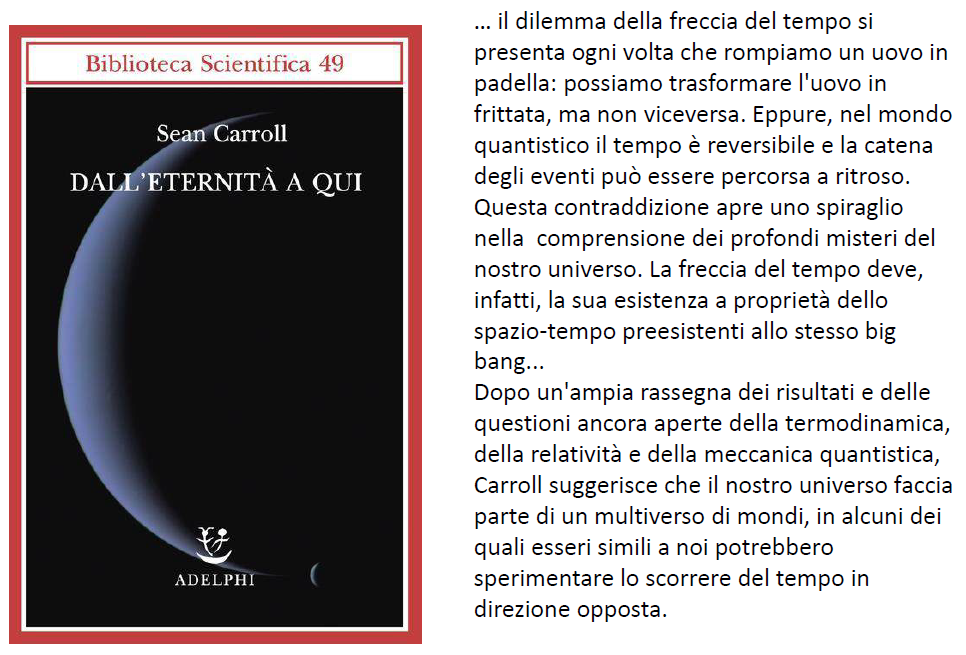 Biblioteca Scientifica 49
Sean Carroll
DALL'ETERNITÀ A QUI
ADELPHI
... il dilemma della freccia del tempo si
presenta ogni volta che rompiamo un uovo in
padella: possiamo trasformare l'uovo in
frittata, ma non viceversa. Eppure, nel mondo
quantistico il tempo è reversibile e la catena
degli eventi può essere percorsa a ritroso.
Questa contraddizione apre uno spiraglio
nella  comprensione dei profondi misteri del
nostro universo. La freccia del tempo deve,
infatti, la sua esistenza a proprietà dello
spazio-tempo preesistenti allo stesso big
bang...
Dopo un'ampia rassegna dei risultati e delle
questioni ancora aperte della termodinamica,
della relatività e della meccanica quantistica,
Carroll suggerisce che il nostro universo faccia
parte di un multiverso di mondi, in alcuni dei
quali esseri simili a noi potrebbero
sperimentare lo scorrere del tempo in
direzione opposta.